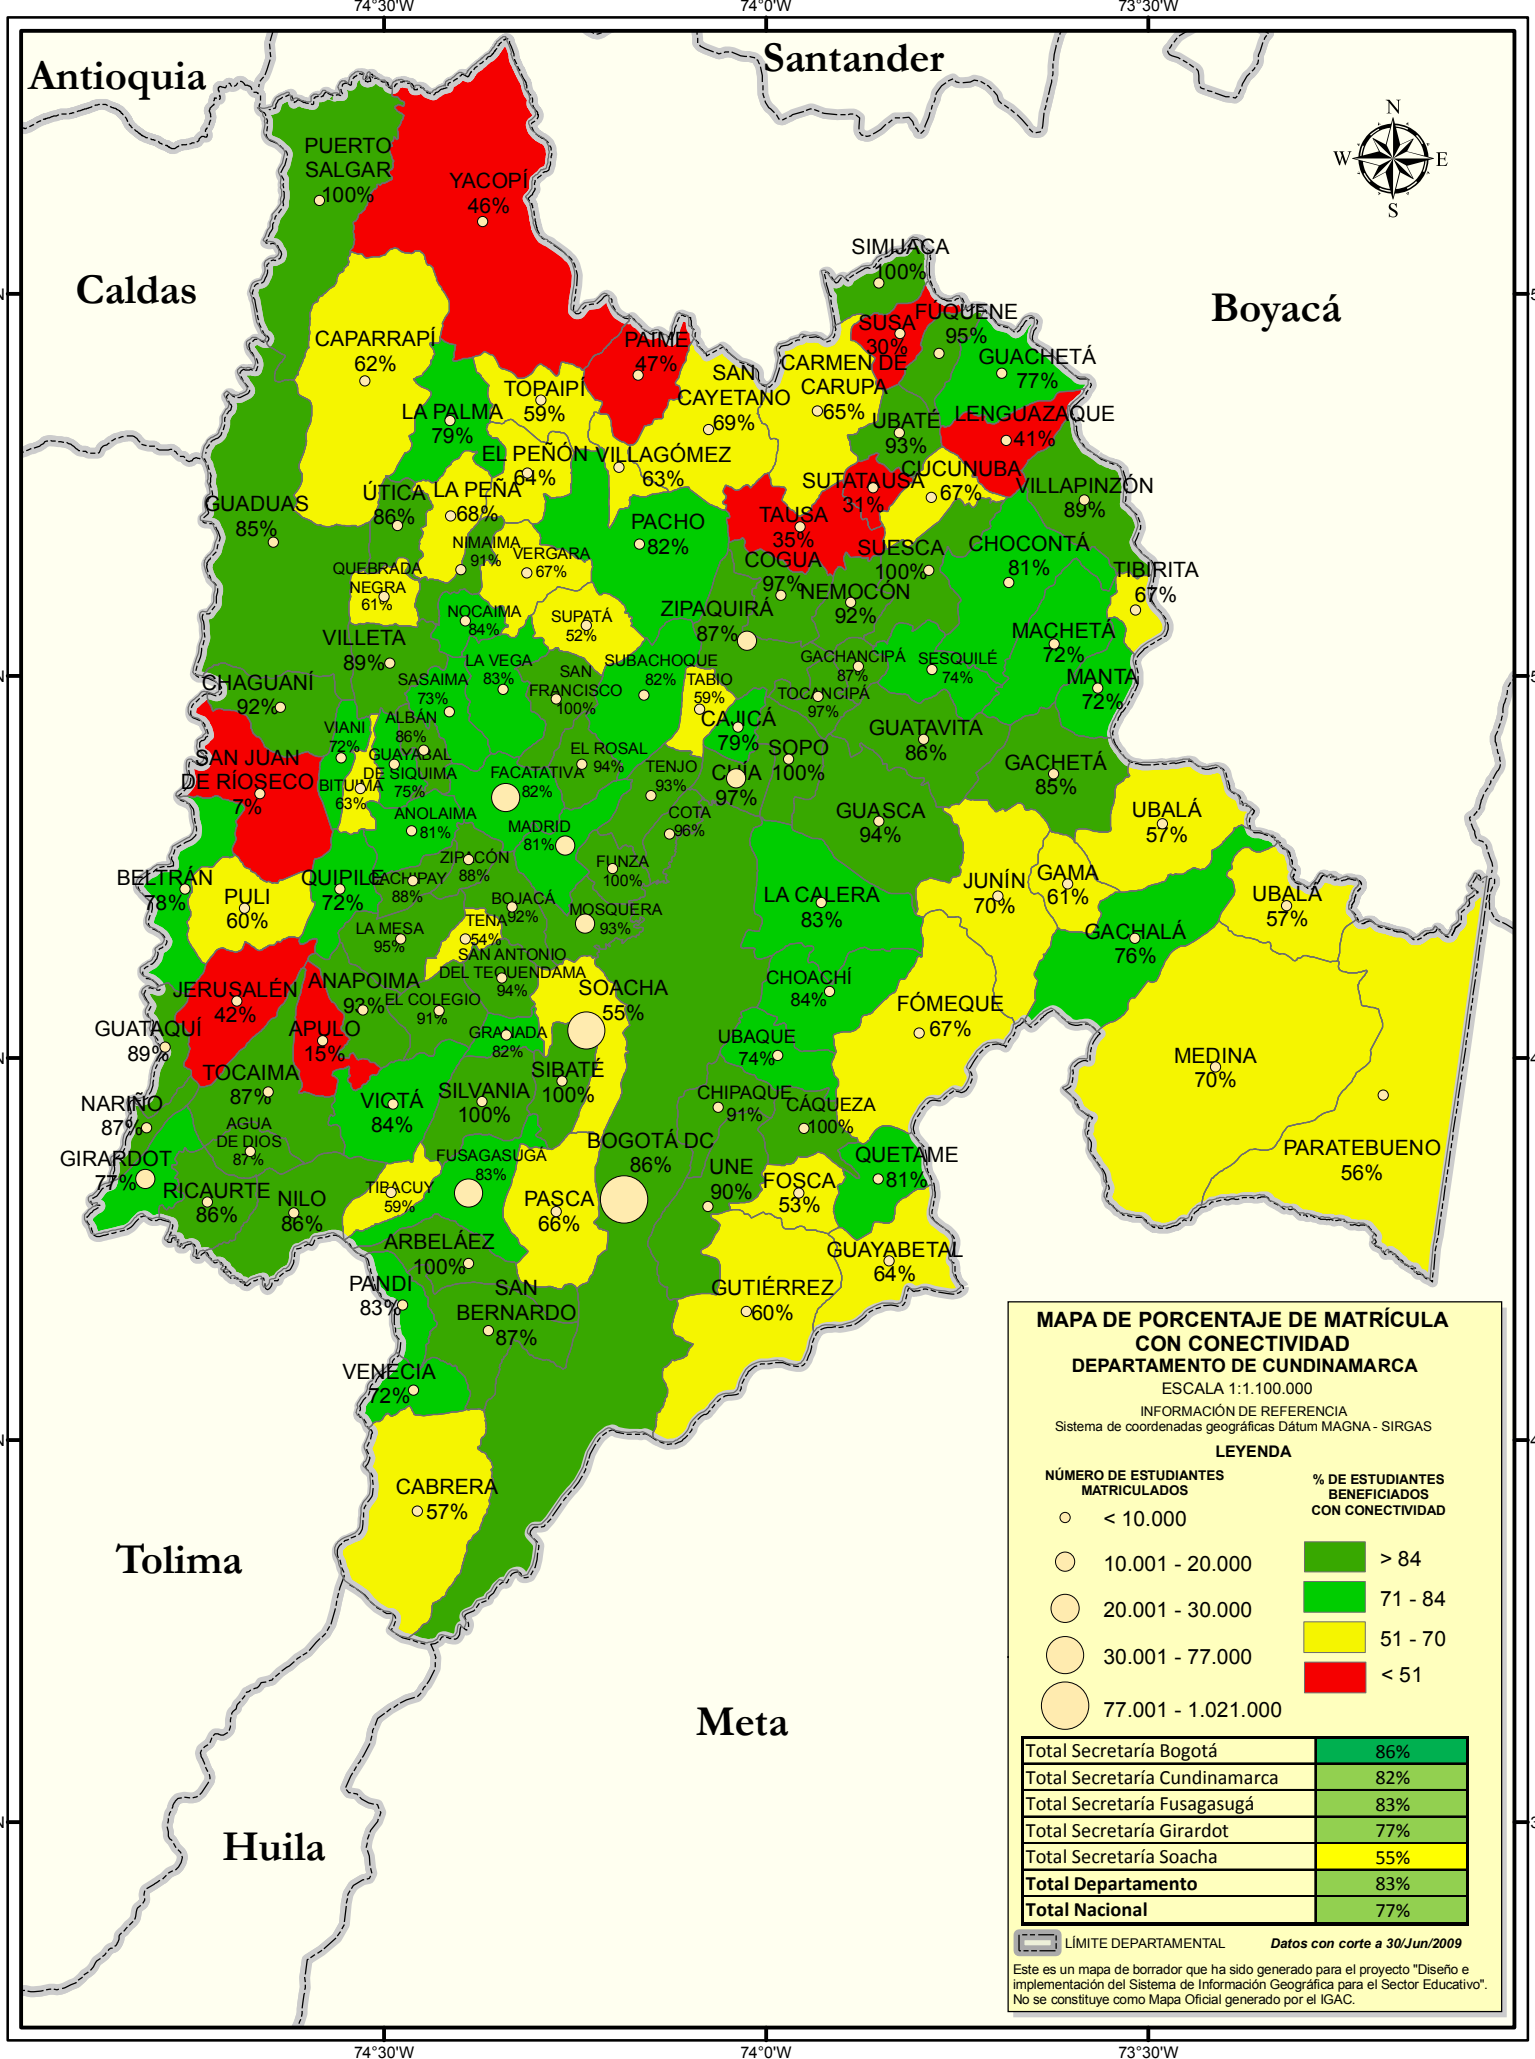 74°30'W
74°0'W
73°30'W
Antioquia
Santander
Caldas
Boyacá
Tolima
Meta
Huila
N
W
E
S
PUERTO
SALGAR
100%
YACOPÍ
46%
SIMIJACA
100%
SUSA
30%
FÚQUENE
95%
GUACHETÁ
77%
CAPARRAPÍ
62%
PAIME
47%
SAN
CAYETANO
69%
CARMEN DE
CARUPA
65%
TOPAIPÍ
59%
LA PALMA
79%
UBATÉ
93%
LENGUAZAQUE
41%
EL PEÑÓN
64%
VILLAGÓMEZ
63%
SUTATAUSA
31%
CUCUNUBA
67%
VILLAPINZÓN
89%
GUADUAS
85%
ÚTICA
86%
LA PEÑA
68%
PACHO
82%
TAUSA
35%
SUESCA
100%
CHOCONTÁ
81%
TIBIRITA
67%
NIMAIMA
91%
VERGARA
67%
COGUA
97%
NEMOCÓN
92%
QUEBRADA
NEGRA
61%
NOCAIMA
84%
SUPATÁ
52%
ZIPAQUIRÁ
87%
MACHETÁ
72%
VILLETA
89%
LA VEGA
83%
SAN
FRANCISCO
100%
SUBACHOQUE
82%
GACHANCIPÁ
87%
SESQUILÉ
74%
MANTA
72%
CHAGUANÍ
92%
SASAIMA
73%
TABIO
59%
TOCANCIPÁ
97%
CAJICÁ
79%
GUATAVITA
86%
VIANI
72%
ALBÁN
86%
GUAYABAL
DE SIQUIMA
75%
EL ROSAL
94%
SOPO
100%
SAN JUAN
DE RÍOSECO
7%
BITUIMA
63%
FACATATIVA
82%
TENJO
93%
CHÍA
97%
GACHETÁ
85%
ANOLAIMA
81%
MADRID
81%
COTA
96%
GUASCA
94%
UBALÁ
57%
ZIPACÓN
88%
FUNZA
100%
BELTRÁN
78%
PULI
60%
QUIPILE
72%
CACHIPAY
88%
BOJACÁ
92%
MOSQUERA
93%
LA CALERA
83%
JUNÍN
70%
GAMA
61%
UBALÁ
57%
LA MESA
95%
TENA
54%
GACHALÁ
76%
SAN ANTONIO
DEL TEQUENDAMA
94%
JERUSALÉN
42%
ANAPOIMA
93%
EL COLEGIO
91%
SOACHA
55%
CHOACHÍ
84%
FÓMEQUE
67%
GUATAQUÍ
89%
APULO
15%
GRANADA
82%
UBAQUE
74%
MEDINA
70%
TOCAIMA
87%
SIBATÉ
100%
NARIÑO
87%
VIOTÁ
84%
SILVANIA
100%
CHIPAQUE
91%
CÁQUEZA
100%
AGUA
DE DIOS
87%
BOGOTÁ DC
86%
PARATEBUENO
56%
GIRARDOT
77%
FUSAGASUGÁ
83%
UNE
90%
QUETAME
81%
RICAURTE
86%
NILO
86%
TIBACUY
59%
PASCA
66%
FOSCA
53%
ARBELÁEZ
100%
GUAYABETAL
64%
PANDI
83%
SAN
BERNARDO
87%
GUTIÉRREZ
60%
VENECIA
72%
CABRERA
57%
MAPA DE PORCENTAJE DE MATRÍCULA
CON CONECTIVIDAD
DEPARTAMENTO DE CUNDINAMARCA
ESCALA 1:1.100.000
INFORMACIÓN DE REFERENCIA
Sistema de coordenadas geográficas Dátum MAGNA - SIRGAS
LEYENDA
NÚMERO DE ESTUDIANTES
MATRICULADOS
< 10.000
10.001 - 20.000
20.001 - 30.000
30.001 - 77.000
77.001 - 1.021.000
% DE ESTUDIANTES
BENEFICIADOS
CON CONECTIVIDAD
> 84
71 - 84
51 - 70
< 51
Total Secretaría Bogotá 86%
Total Secretaría Cundinamarca 82%
Total Secretaría Fusagasugá 83%
Total Secretaría Girardot 77%
Total Secretaría Soacha 55%
Total Departamento 83%
Total Nacional 77%
LÍMITE DEPARTAMENTAL Datos con corte a 30/Jun/2009
Este es un mapa de borrador que ha sido generado para el proyecto "Diseño e
implementación del Sistema de Información Geográfica para el Sector Educativo".
No se constituye como Mapa Oficial generado por el IGAC.
74°30'W
74°0'W
73°30'W